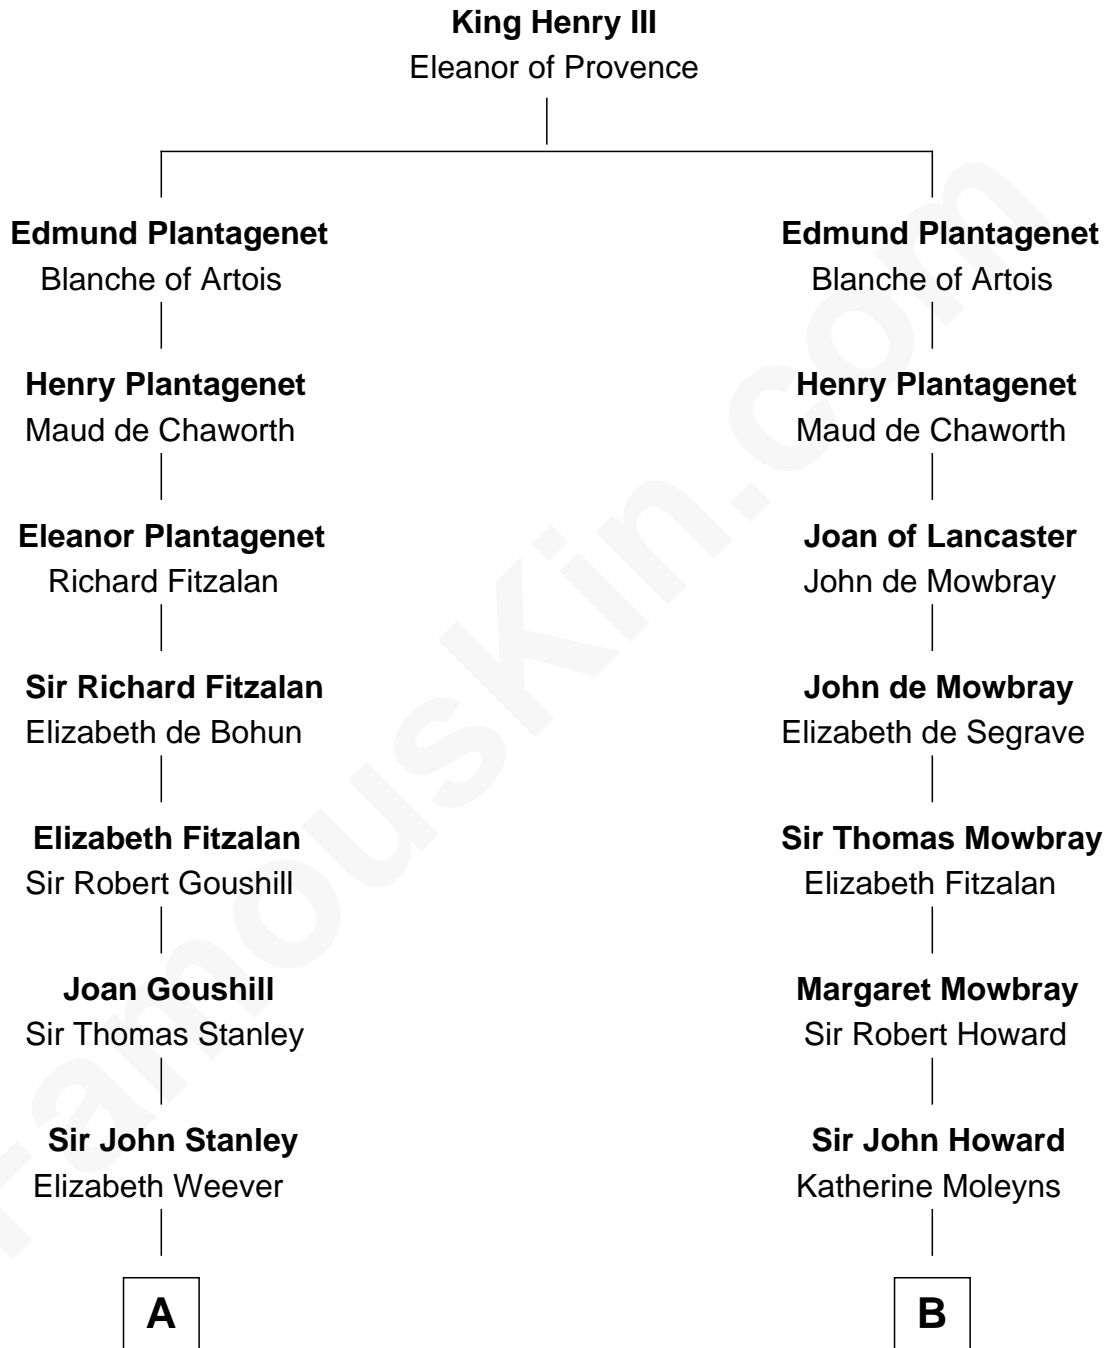 King Henry III
Eleanor of Provence
Edmund Plantagenet
Blanche of Artois
Edmund Plantagenet
Blanche of Artois
Henry Plantagenet
Maud de Chaworth
Henry Plantagenet
Maud de Chaworth
Eleanor Plantagenet
Richard Fitzalan
Joan of Lancaster
John de Mowbray
Sir Richard Fitzalan
Elizabeth de Bohun
John de Mowbray
Elizabeth de Segrave
Elizabeth Fitzalan
Sir Robert Goushill
Sir Thomas Mowbray
Elizabeth Fitzalan
Joan Goushill
Sir Thomas Stanley
Margaret Mowbray
Sir Robert Howard
Sir John Stanley
Elizabeth Weever
Sir John Howard
Katherine Moleyns
A
B
FamousKin.com